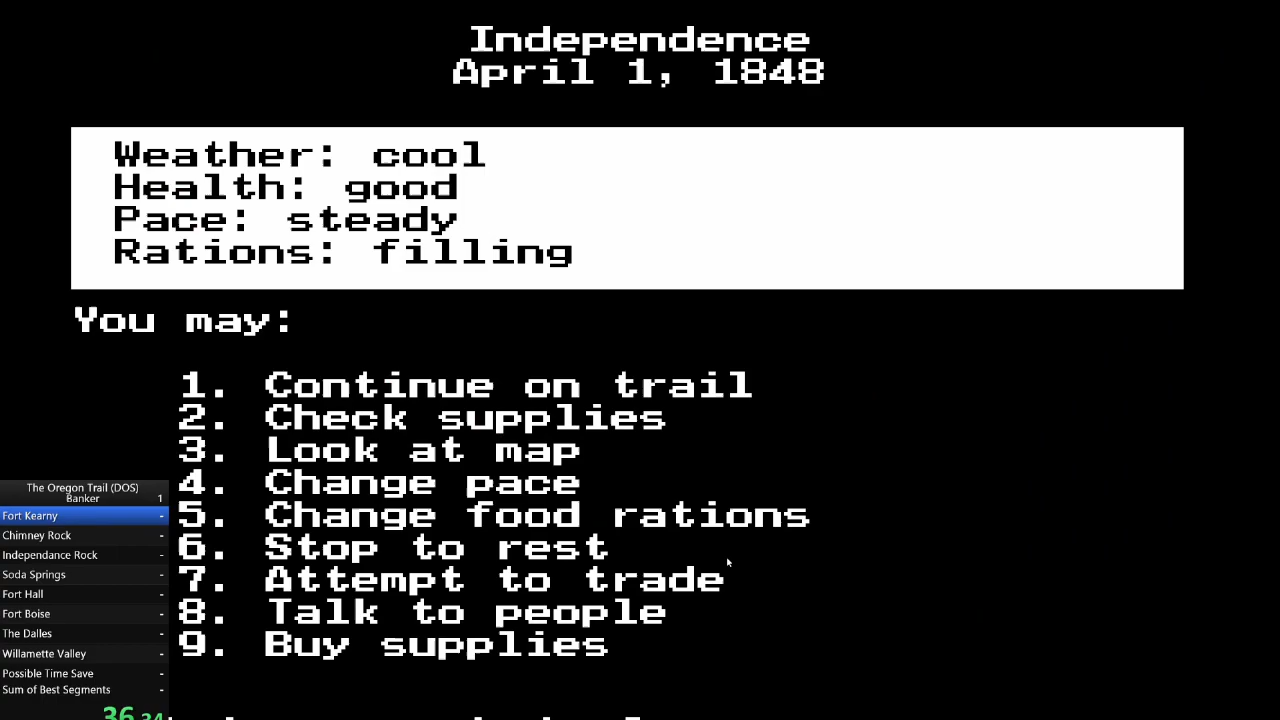 Independence
April 1, 1848
Weather: cool
Health: good
Pace: steady
Rations: filling
You may:
1. Continue on trail
2. Check supplies
3. Look at map
4. Change pace
5. Change food rations
6. Stop to rest
7. Attempt to trade
8. Talk to people
9. Buy supplies
The Oregon Trail (DOS)
Banker 1
Fort Kearny -
Chimney Rock -
Independance Rock -
Soda Springs -
Fort Hall -
Fort Boise -
The Dalles -
Willamette Valley -
Possible Time Save -
Sum of Best Segments -
36.34